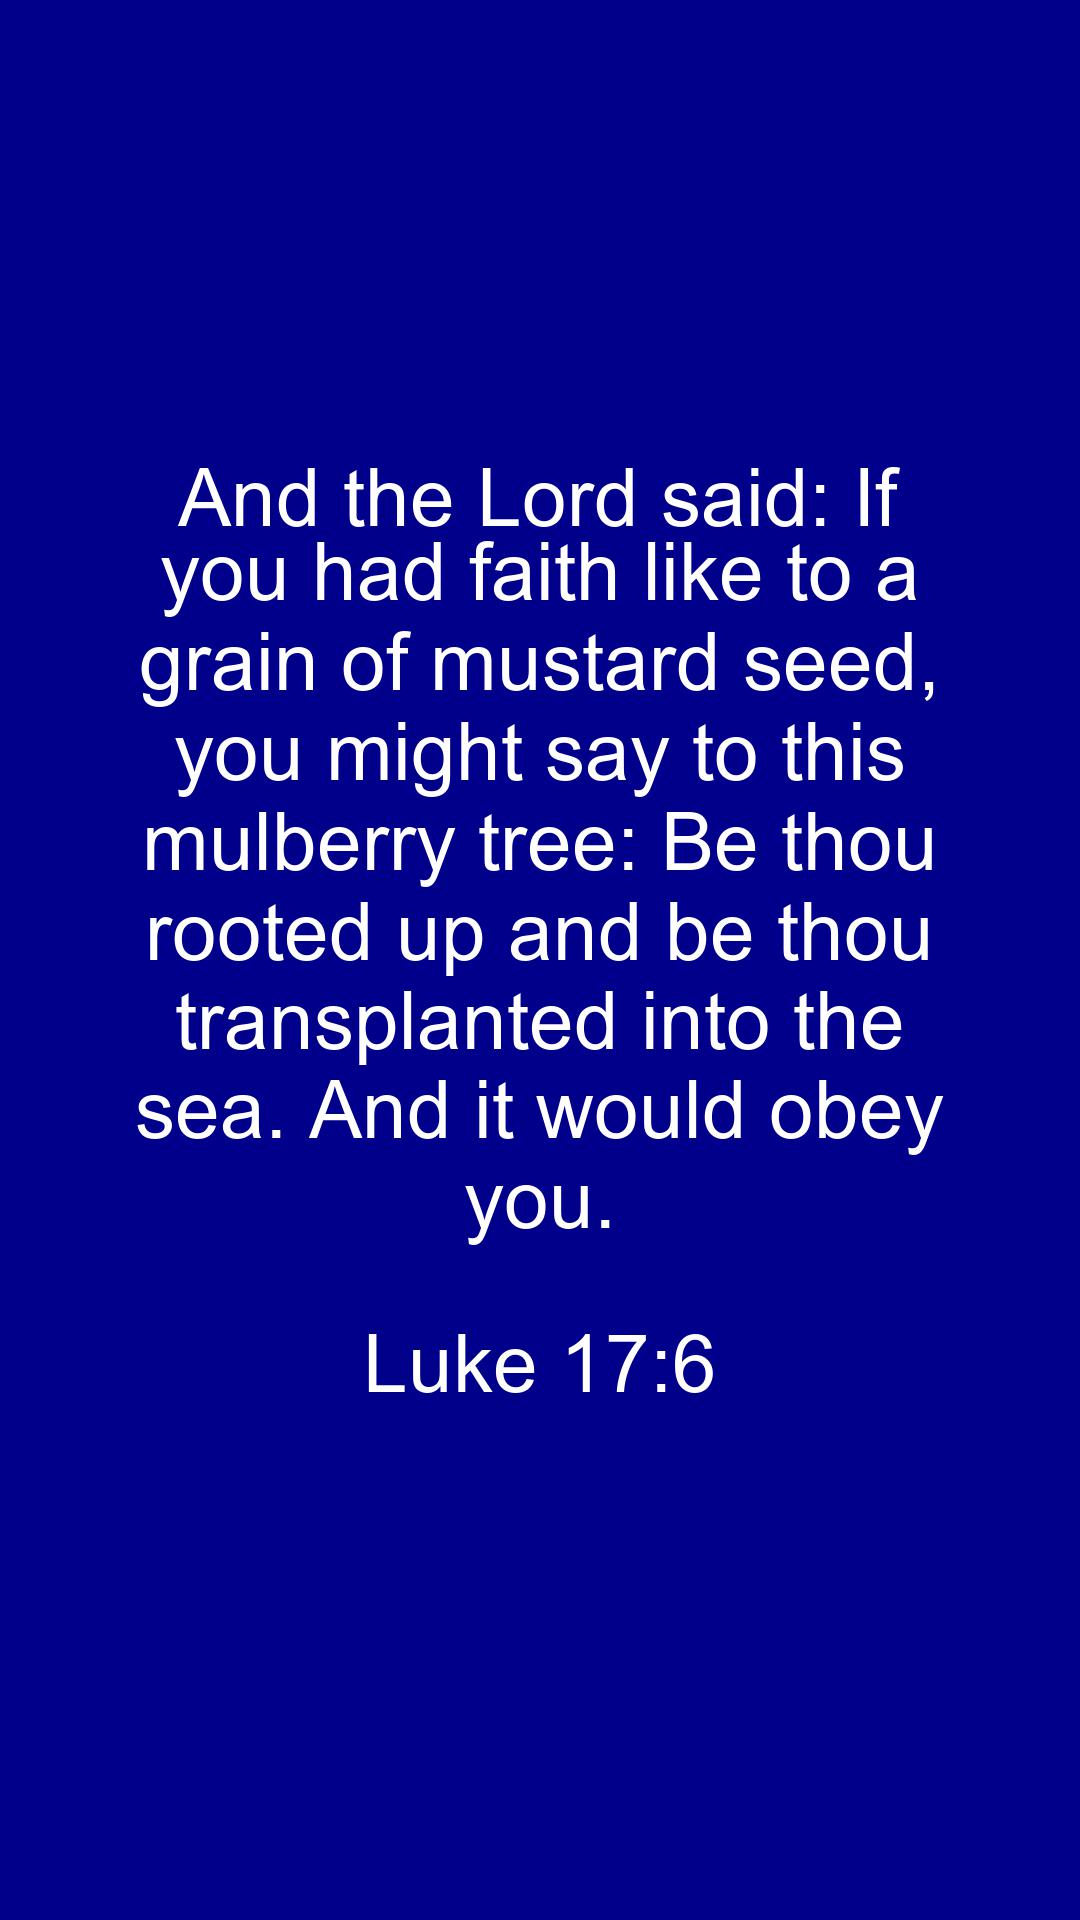 And the Lord said: If
you had faith like to a
grain of mustard seed,
you might say to this
mulberry tree: Be thou
rooted up and be thou
transplanted into the
sea. And it would obey
you.
Luke 17:6